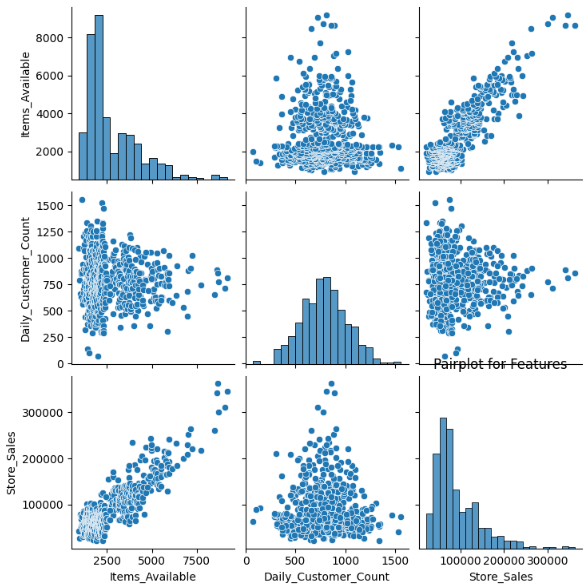 Items_Available
8000
6000
4000
2000
Daily_Customer_Count
1500
1250
1000
750
500
250
0
Pairplot for Features
Store_Sales
300000
200000
100000
2500 5000 7500
Items_Available
0 500 1000 1500
Daily_Customer_Count
100000 200000 300000
Store_Sales